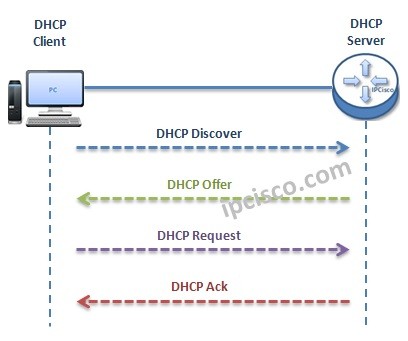 DHCP
Client
DHCP
Server
PC
IPCisco
DHCP Discover
DHCP Offer
ipcisco.com
DHCP Request
DHCP Ack